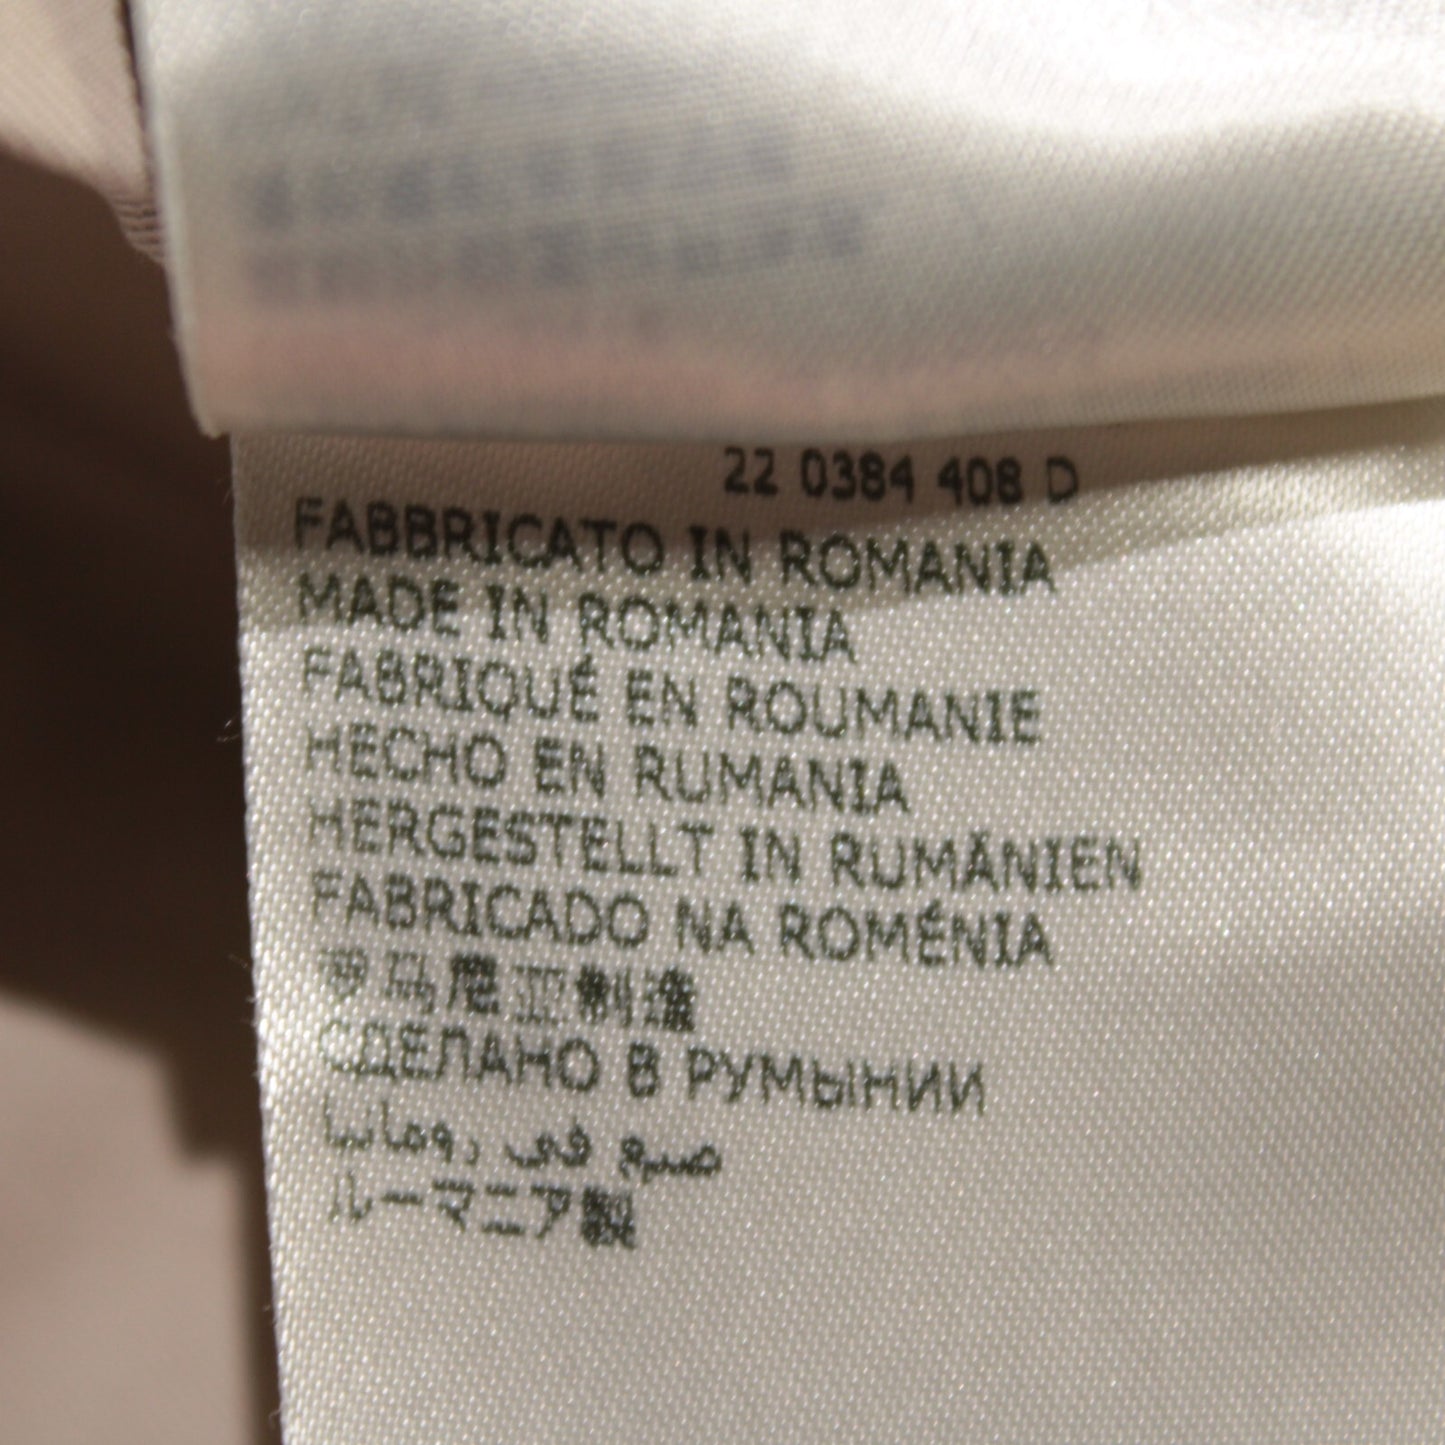 22 0384 408 D
FABBRICATO IN ROMANIA
MADE IN ROMANIA
FABRIQUÉ EN ROUMANIE
HECHO EN RUMANIA
HERGESTELLT IN RUMÄNIEN
FABRICADO NA ROMÉNIA
罗马尼亚制造
СДЕЛАНО В РУМЫНИИ
صنع في رومانيا
ルーマニア製